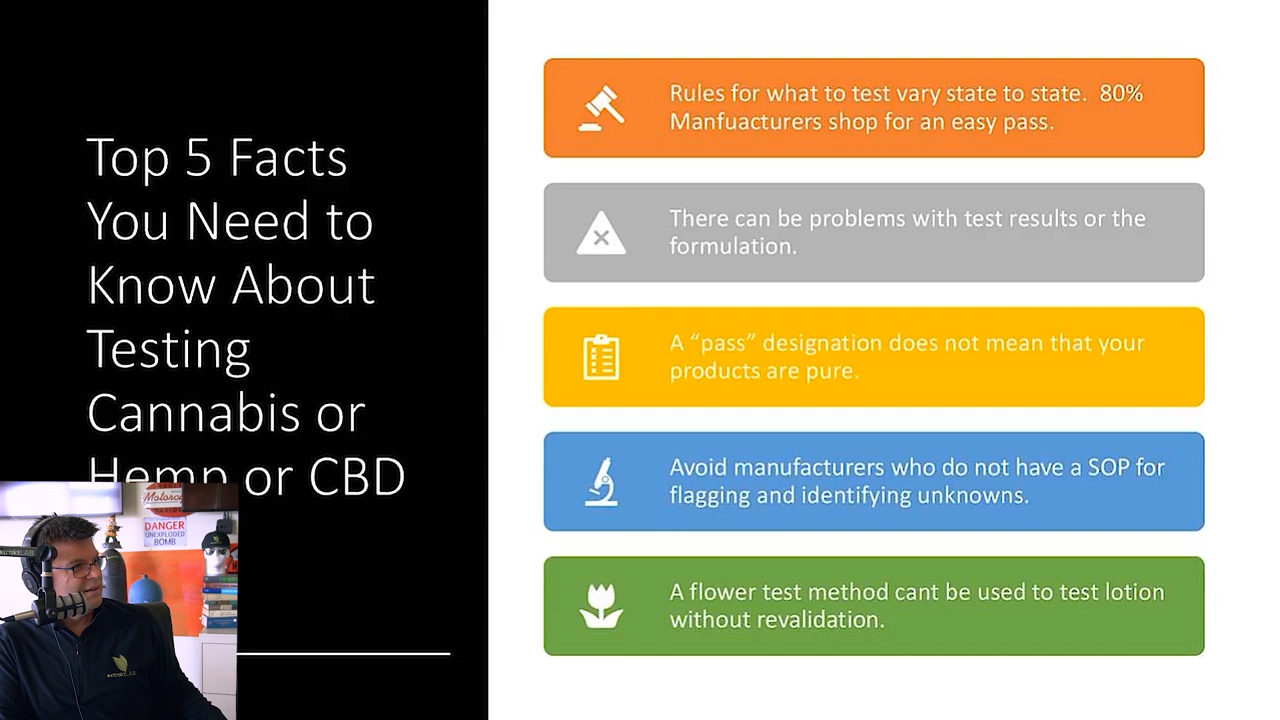 Top 5 Facts
You Need to
Know About
Testing
Cannabis or
Hemp or CBD
Rules for what to test vary state to state.  80%
Manfuacturers shop for an easy pass.
There can be problems with test results or the
formulation.
A “pass” designation does not mean that your
products are pure.
Avoid manufacturers who do not have a SOP for
flagging and identifying unknowns.
A flower test method cant be used to test lotion
without revalidation.
DANGER
UNEXPLODED
BOMB
extraktLAB